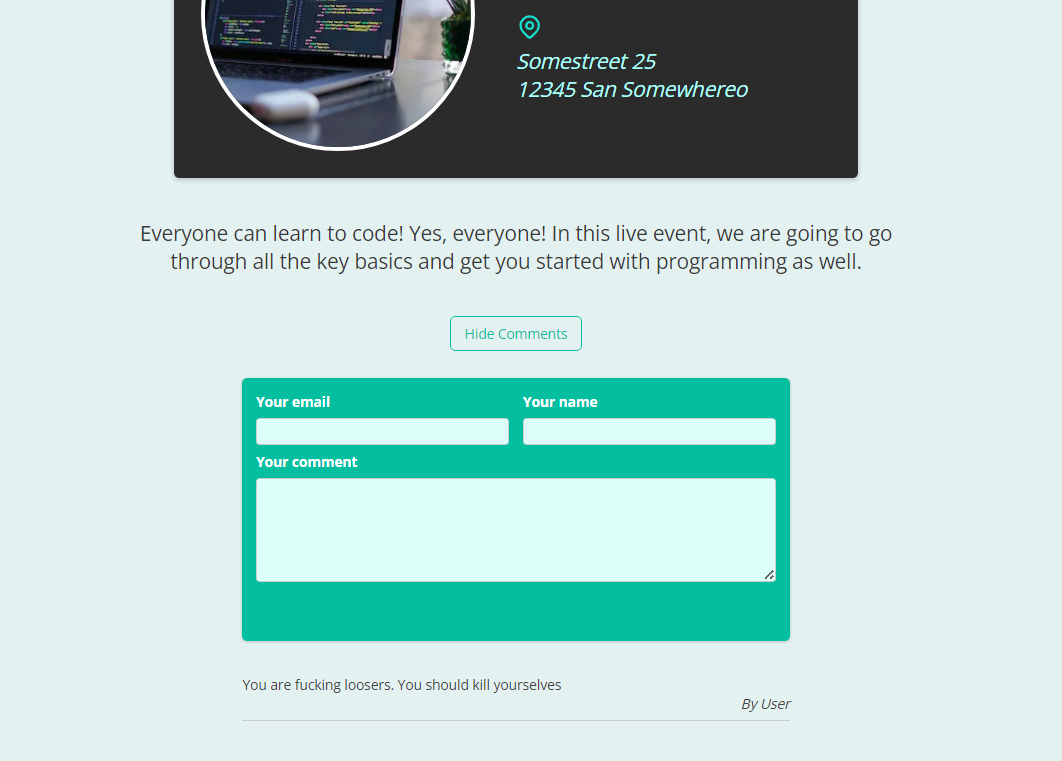 Somestreet 25
12345 San Somewhereo
Everyone can learn to code! Yes, everyone! In this live event, we are going to go
through all the key basics and get you started with programming as well.
Hide Comments
Your email
Your name
Your comment
You are fucking loosers. You should kill yourselves
By User